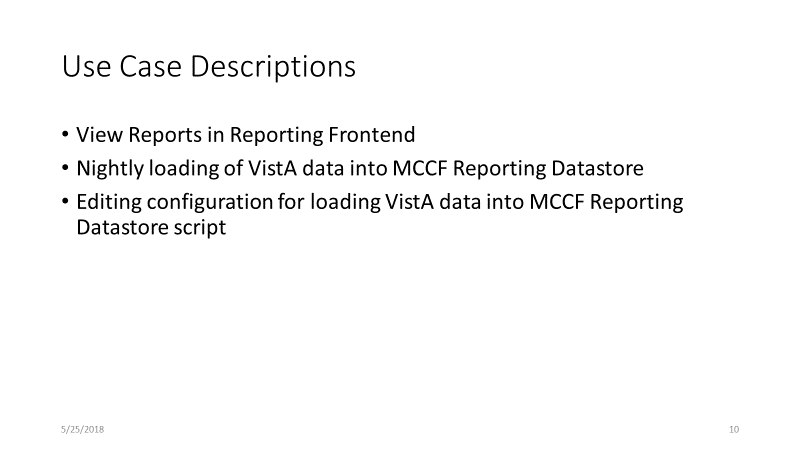 Use Case Descriptions
• View Reports in Reporting Frontend
• Nightly loading of VistA data into MCCF Reporting Datastore
• Editing configuration for loading VistA data into MCCF Reporting
Datastore script
5/25/2018
10